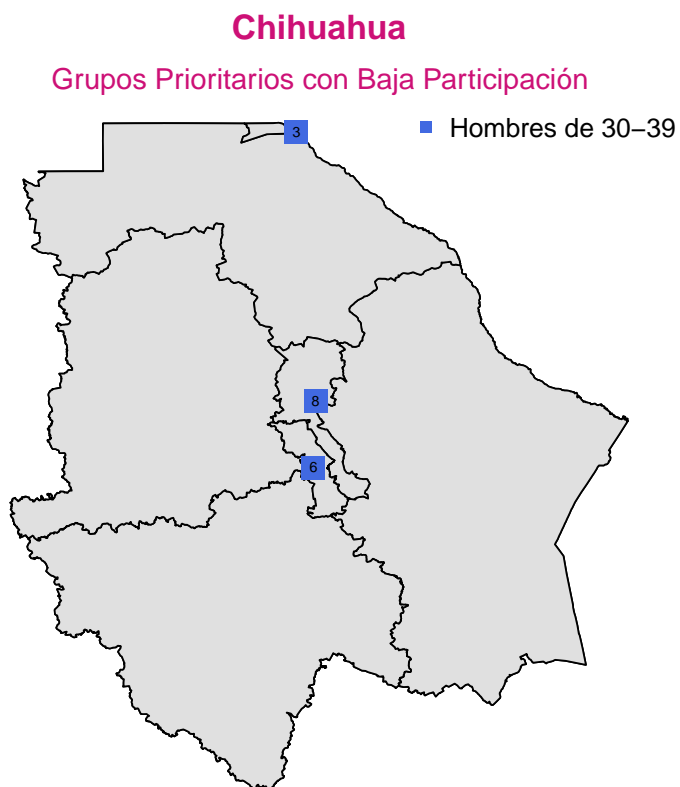 Chihuahua
Grupos Prioritarios con Baja Participación
Hombres de 30−39
3
8
6